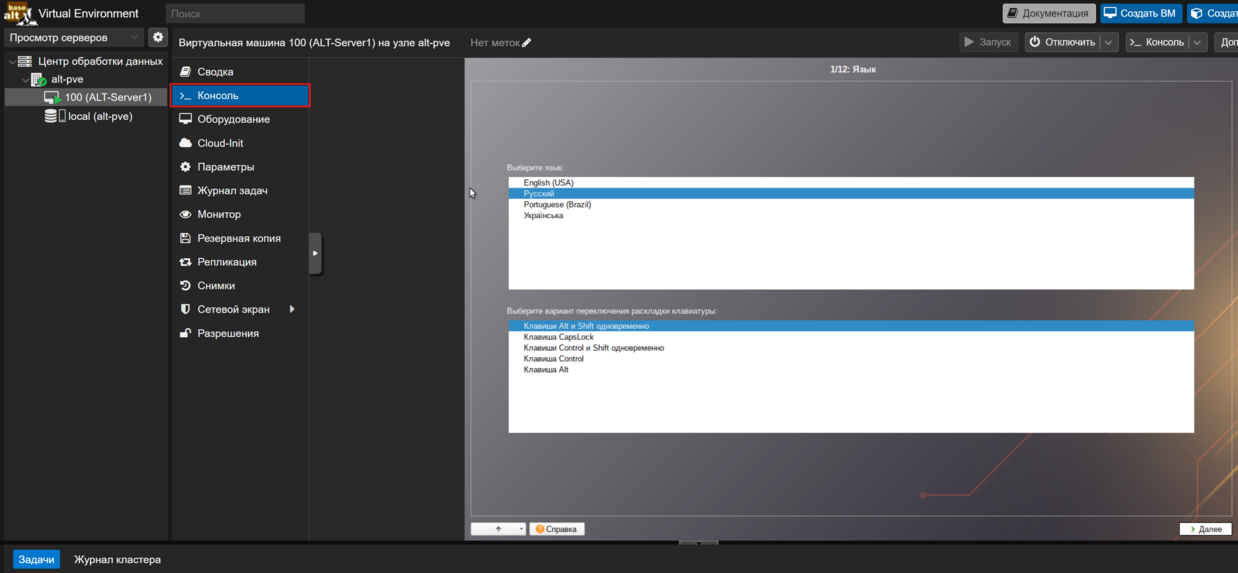 base
alt
Virtual Environment
Поиск
Документация
Создать ВМ
Создат
Просмотр серверов
Виртуальная машина 100 (ALT-Server1) на узле alt-pve
Нет меток
Запуск
Отключить
Консоль
Доп
Центр обработки данных
alt-pve
100 (ALT-Server1)
local (alt-pve)
Сводка
Консоль
Оборудование
Cloud-Init
Параметры
Журнал задач
Монитор
Резервная копия
Репликация
Снимки
Сетевой экран
Разрешения
1/12: Язык
Выберите язык:
English (USA)
Русский
Portuguese (Brazil)
Українська
Выберите вариант переключения раскладки клавиатуры:
Клавиши Alt и Shift одновременно
Клавиша CapsLock
Клавиши Control и Shift одновременно
Клавиша Control
Клавиша Alt
Справка
Далее
Задачи
Журнал кластера